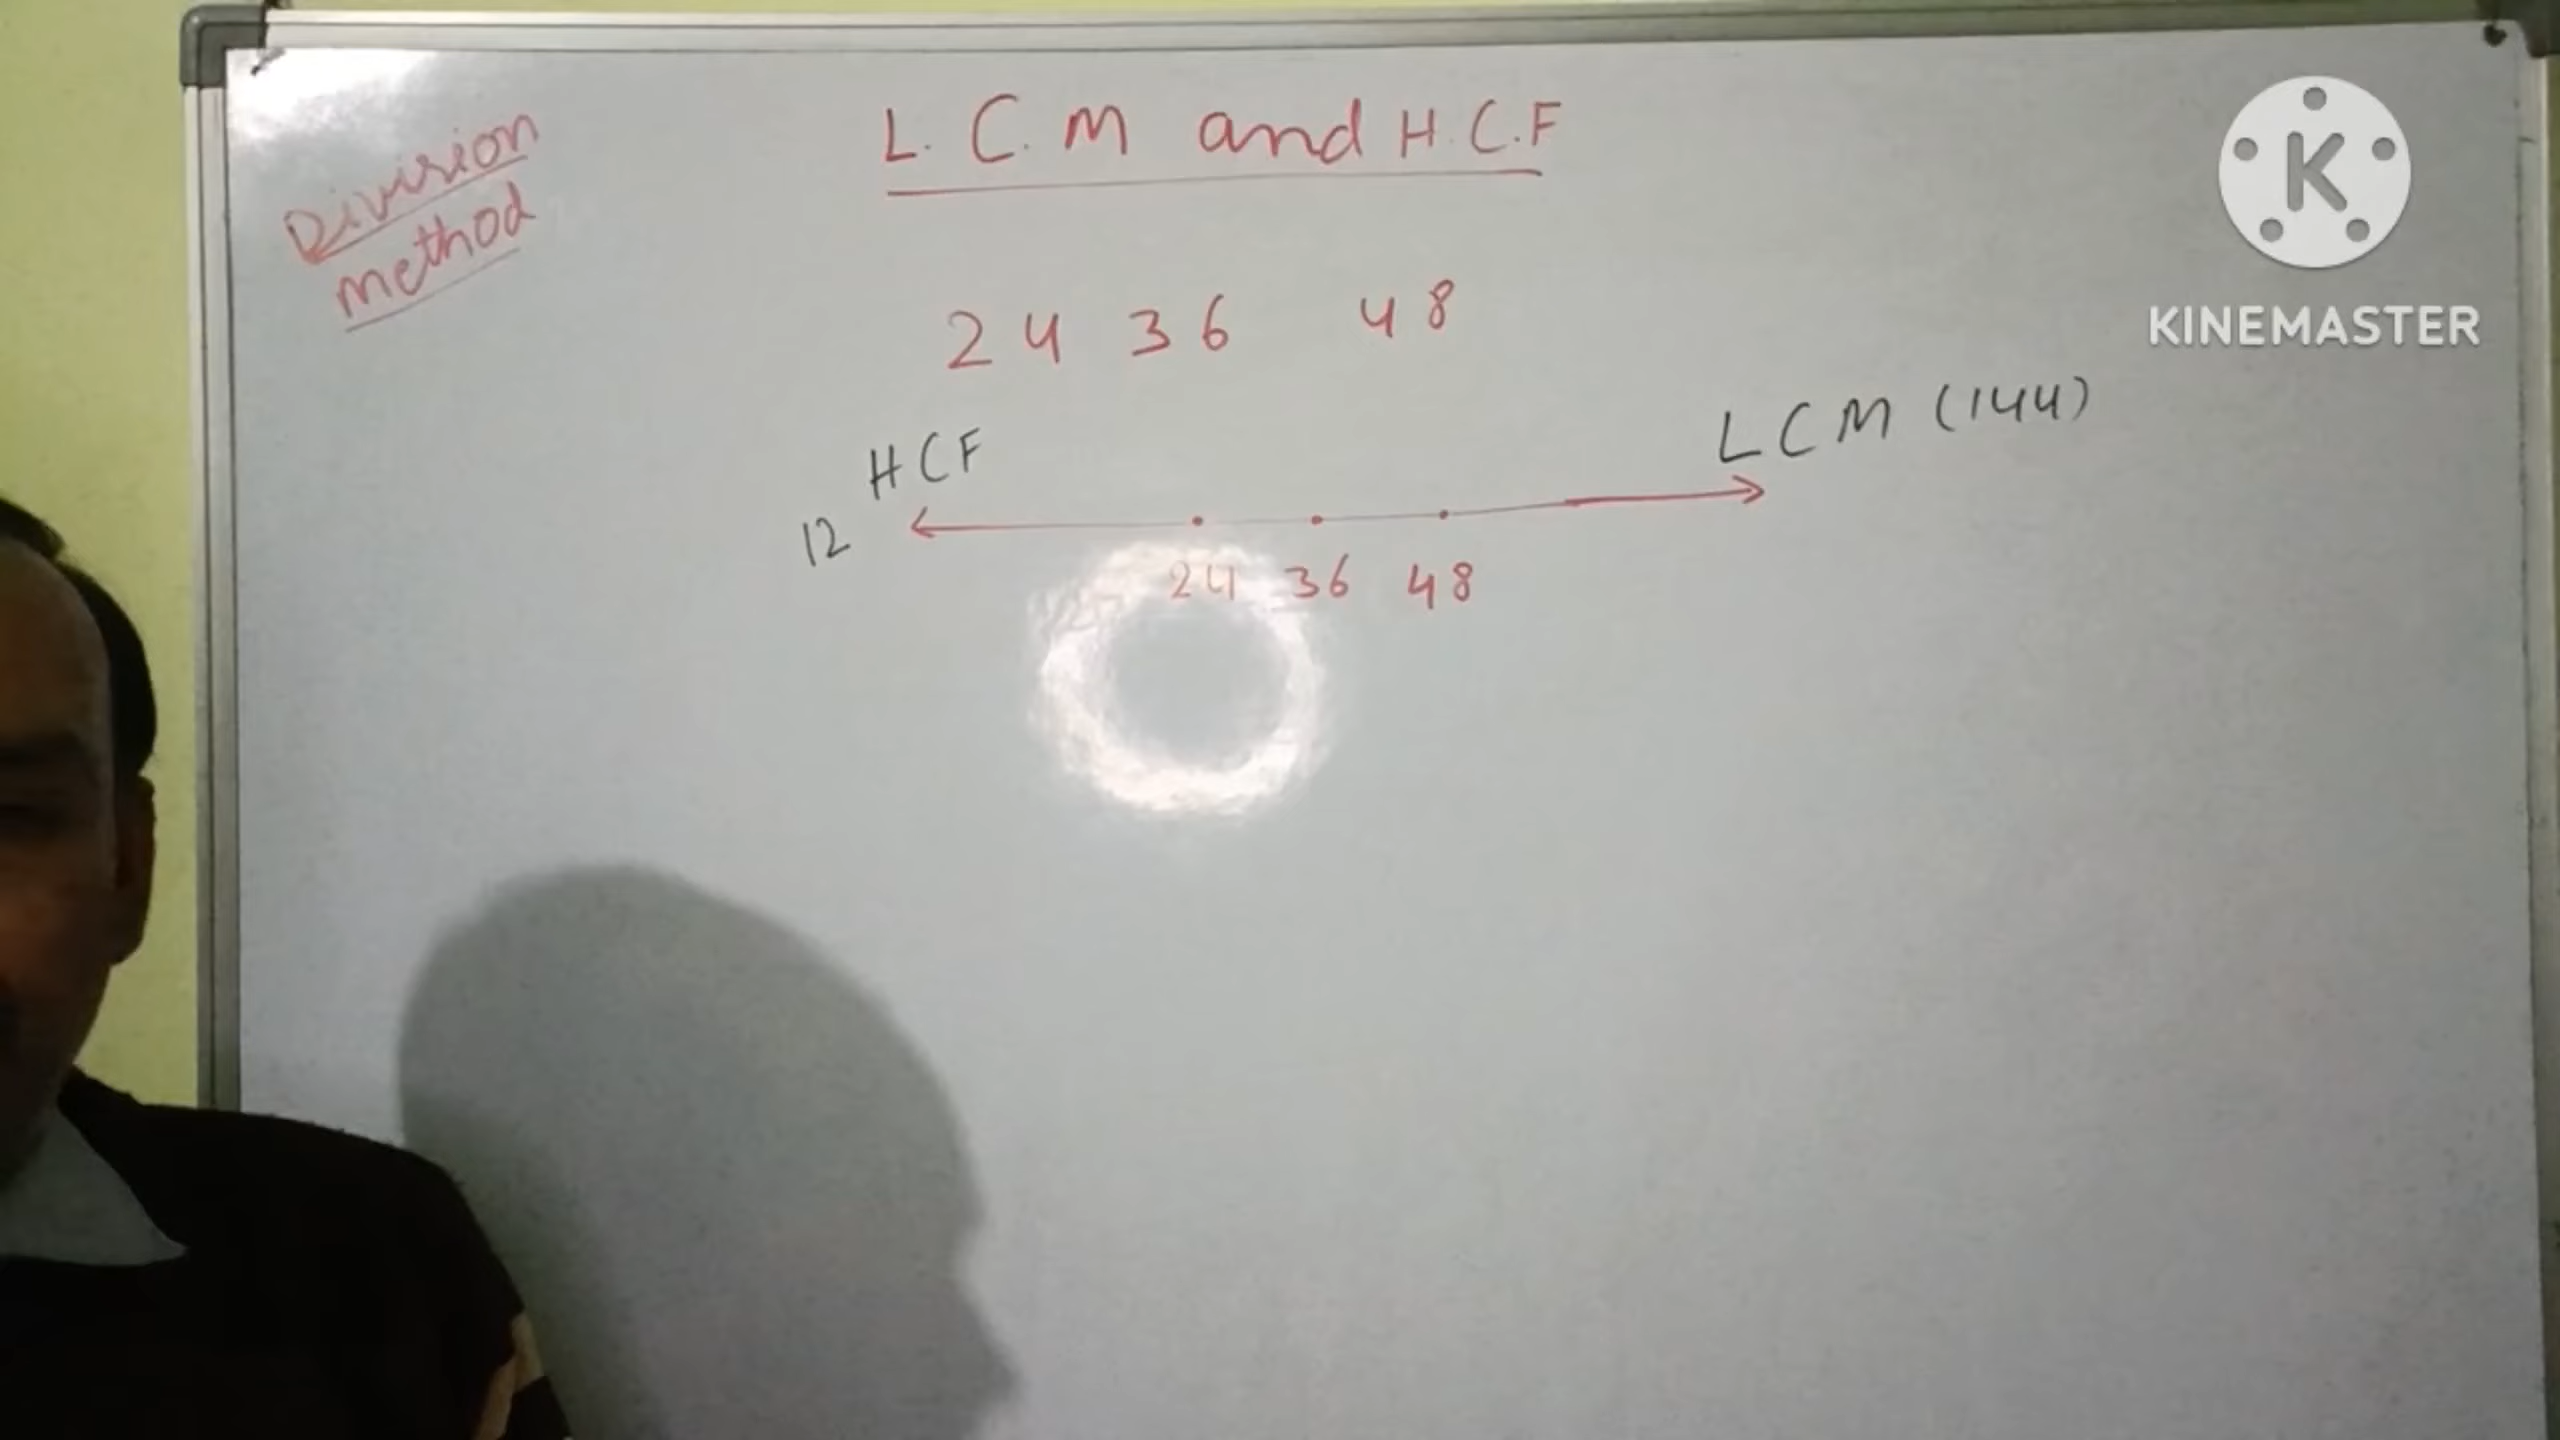 L.C.M and H.C.F
Division
method
24 36 48
HCF
LCM (144)
12
24 36 48
K
KINEMASTER